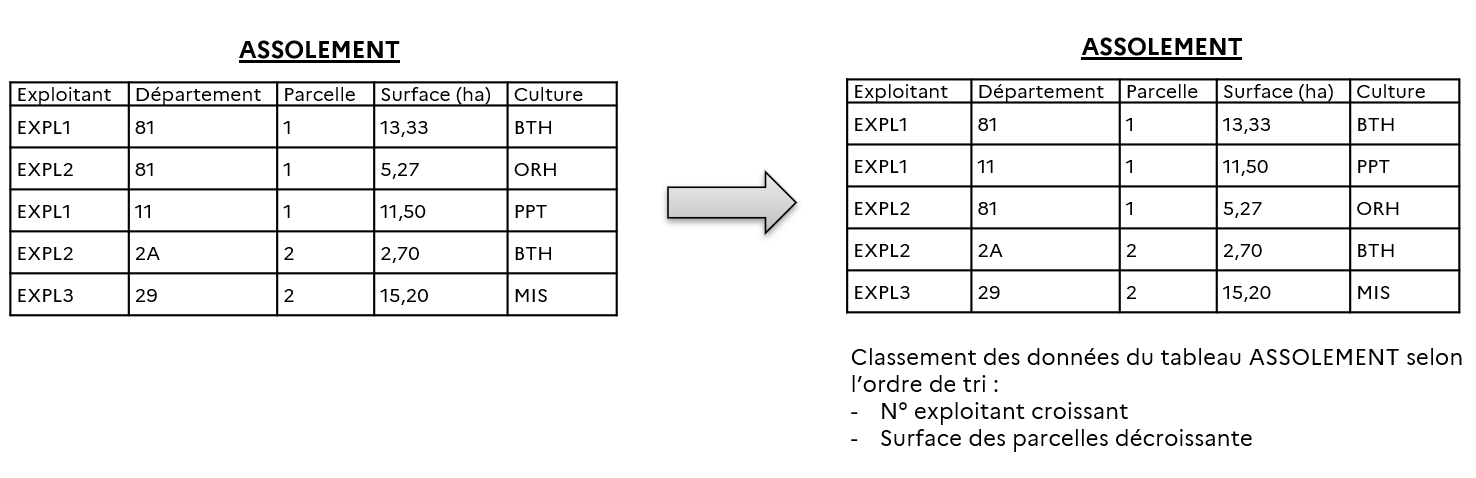 ASSOLEMENT
Exploitant Département Parcelle Surface (ha) Culture
EXPL1 81 1 13,33 BTH
EXPL2 81 1 5,27 ORH
EXPL1 11 1 11,50 PPT
EXPL2 2A 2 2,70 BTH
EXPL3 29 2 15,20 MIS
ASSOLEMENT
Exploitant Département Parcelle Surface (ha) Culture
EXPL1 81 1 13,33 BTH
EXPL1 11 1 11,50 PPT
EXPL2 81 1 5,27 ORH
EXPL2 2A 2 2,70 BTH
EXPL3 29 2 15,20 MIS
Classement des données du tableau ASSOLEMENT selon
l’ordre de tri :
- N° exploitant croissant
- Surface des parcelles décroissante